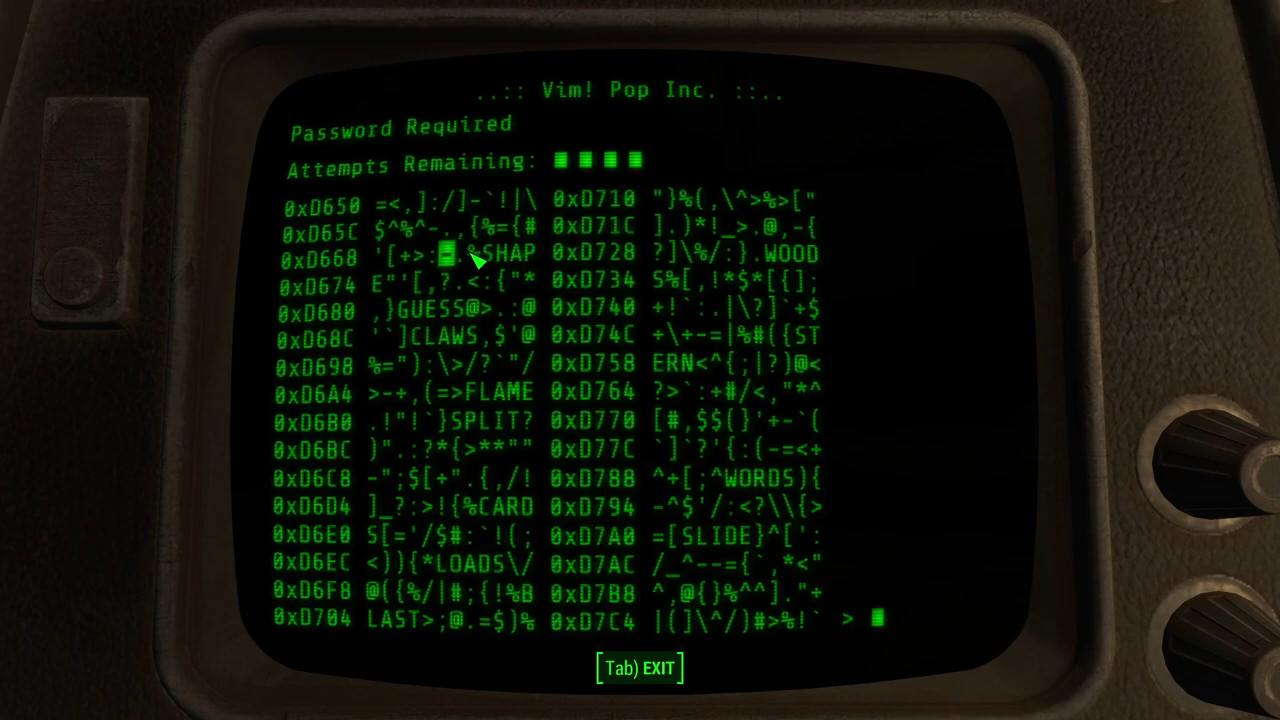 ..:: Vim! Pop Inc. ::..
Password Required
Attempts Remaining:
0xD650 =<,]:/]-`!|\ 0xD710 "}%(,\^>%>["
0xD65C $^%^-.,{%={# 0xD71C ].)*!_>.@,-{
0xD668 '[+>:-.%SHAP 0xD728 ?]\%/:}.WOOD
0xD674 E"'[,?.<:{"* 0xD734 S%[,!*$*[{];
0xD680 ,}GUESS@>.:@ 0xD740 +!`:.|\?]`+$
0xD68C '`]CLAWS,$'@ 0xD74C +\+-=|%#({ST
0xD698 %="):\>/?`"/ 0xD758 ERN<^{;|?)@<
0xD6A4 >-+,(=>FLAME 0xD764 ?>`:+#/<,"*^
0xD6B0 .!"!`}SPLIT? 0xD770 [#,$$(}'+-`(
0xD6BC )".:?*{>**"" 0xD77C `]`?'{:(-=<+
0xD6C8 -";$[+".{,/! 0xD788 ^+[;^WORDS){
0xD6D4 ]_?:>!{%CARD 0xD794 -^$'/:<?\\{>
0xD6E0 S[='/$#:`!(; 0xD7A0 =[SLIDE}^[':
0xD6EC <)){*LOADS\/ 0xD7AC /_^--={`,*<"
0xD6F8 @({%/|#;{!%B 0xD7B8 ^,@{}%^^]."+
0xD704 LAST>;@.=$)% 0xD7C4 |(]\^/)#>%!` >
Tab) EXIT